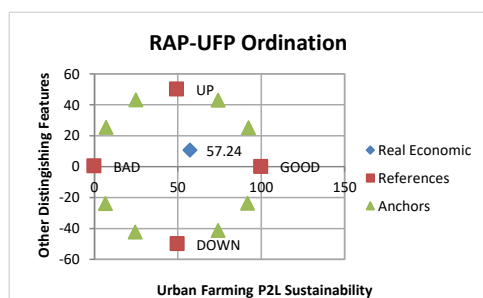 RAP-UFP Ordination
Other Distingishing Features
60
40
20
0
-20
-40
-60
UP
57.24
BAD
GOOD
0
50
100
150
DOWN
Real Economic
References
Anchors
Urban Farming P2L Sustainability